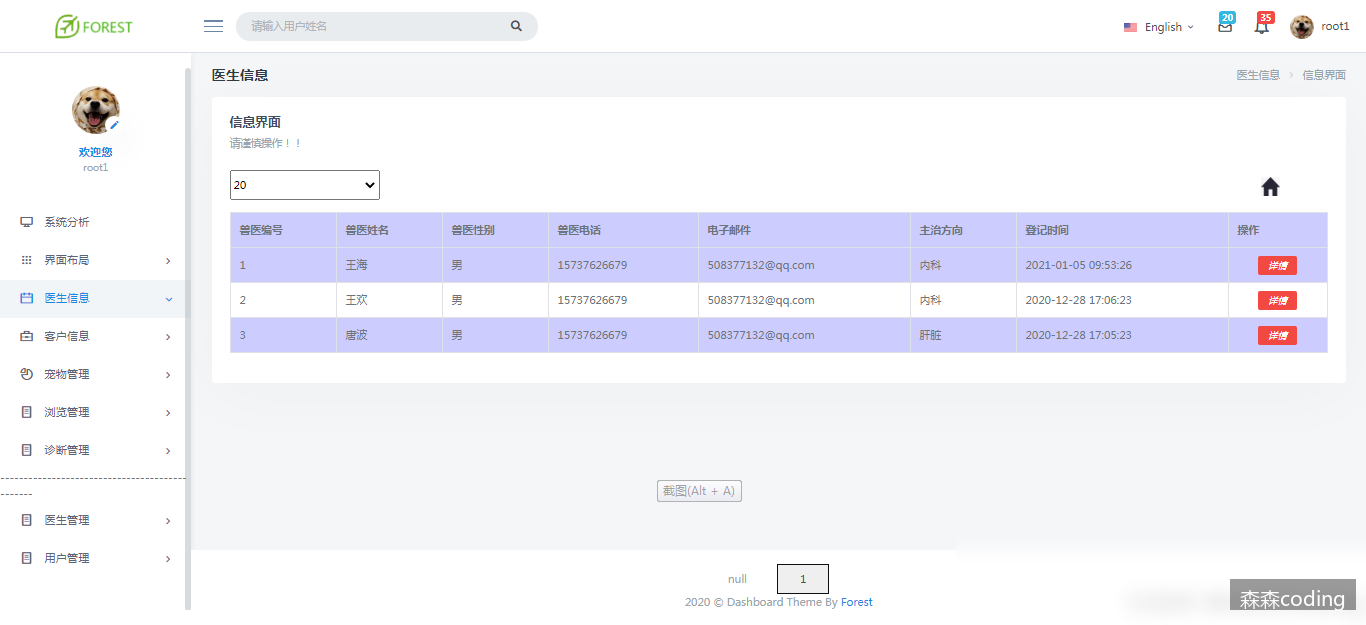 FOREST
请输入用户姓名
English
20
35
root1
欢迎您
root1
系统分析
界面布局
医生信息
客户信息
宠物管理
浏览管理
诊断管理
--------------------------------------
-------
医生管理
用户管理
医生信息
医生信息 › 信息界面
信息界面
请谨慎操作！！
20
兽医编号 兽医姓名 兽医性别 兽医电话 电子邮件 主治方向 登记时间 操作
1 王海 男 15737626679 508377132@qq.com 内科 2021-01-05 09:53:26 详情
2 王欢 男 15737626679 508377132@qq.com 内科 2020-12-28 17:06:23 详情
3 唐波 男 15737626679 508377132@qq.com 肝脏 2020-12-28 17:05:23 详情
截图(Alt + A)
null 1
2020 © Dashboard Theme By Forest
森森coding